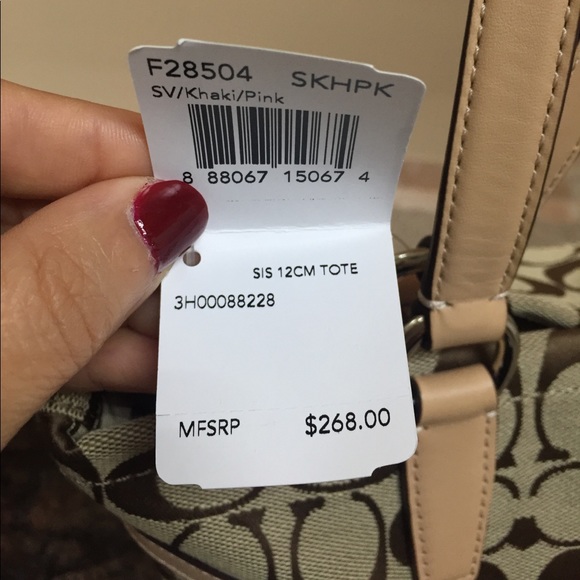 F28504 SKHPK
SV/Khaki/Pink
8 88067 15067 4
SIS 12CM TOTE
3H00088228
MFSRP $268.00